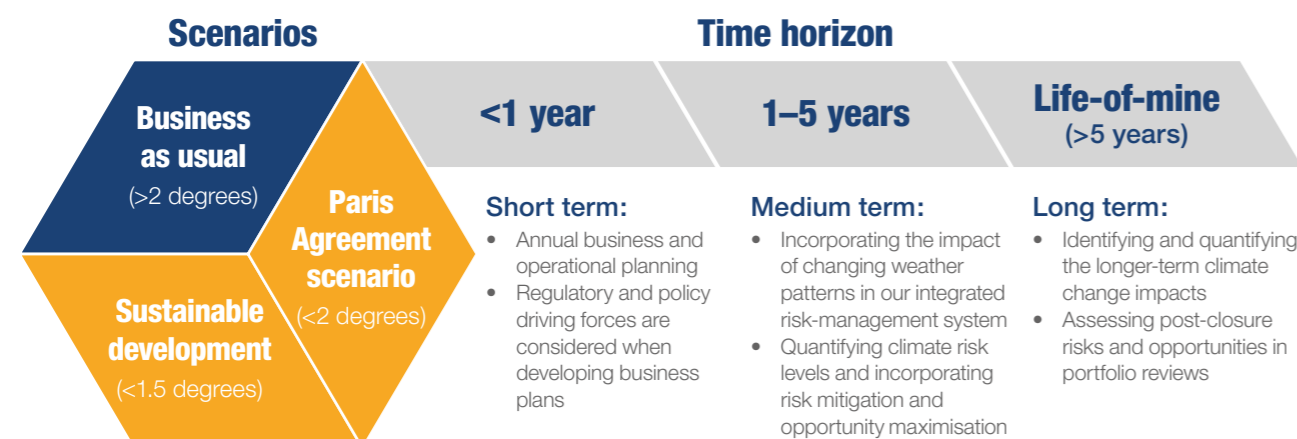 Scenarios
Time horizon
Business
as usual
(>2 degrees)
Paris
Agreement
scenario
(<2 degrees)
Sustainable
development
(<1.5 degrees)
<1 year
1–5 years
Life-of-mine
(>5 years)
Short term:
• Annual business and
operational planning
• Regulatory and policy
driving forces are
considered when
developing business
plans
Medium term:
• Incorporating the impact
of changing weather
patterns in our integrated
risk-management system
• Quantifying climate risk
levels and incorporating
risk mitigation and
opportunity maximisation
Long term:
• Identifying and quantifying
the longer-term climate
change impacts
• Assessing post-closure
risks and opportunities in
portfolio reviews